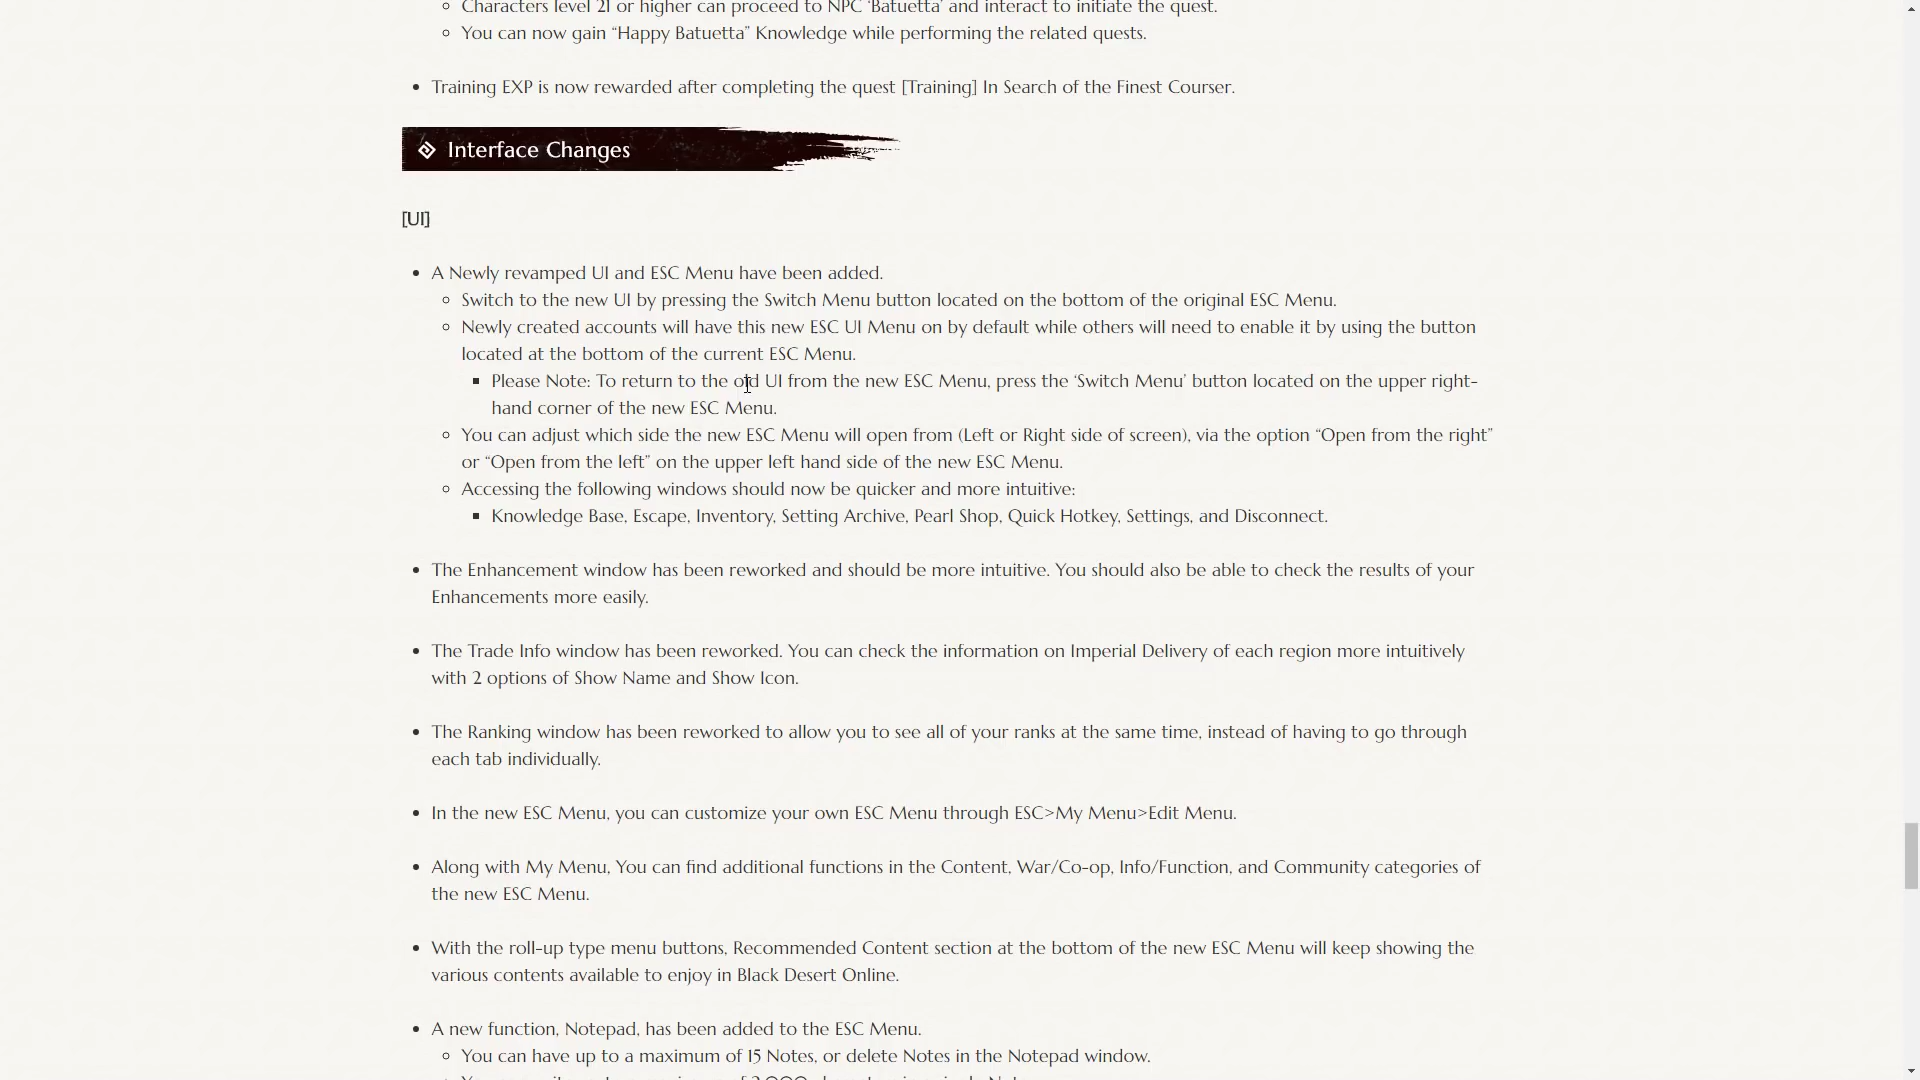 Characters level 21 or higher can proceed to NPC ‘Batuetta’ and interact to initiate the quest.
You can now gain “Happy Batuetta” Knowledge while performing the related quests.
Training EXP is now rewarded after completing the quest [Training] In Search of the Finest Courser.
Interface Changes
[UI]
A Newly revamped UI and ESC Menu have been added.
Switch to the new UI by pressing the Switch Menu button located on the bottom of the original ESC Menu.
Newly created accounts will have this new ESC UI Menu on by default while others will need to enable it by using the button
located at the bottom of the current ESC Menu.
Please Note: To return to the old UI from the new ESC Menu, press the ‘Switch Menu’ button located on the upper right-
hand corner of the new ESC Menu.
You can adjust which side the new ESC Menu will open from (Left or Right side of screen), via the option “Open from the right”
or “Open from the left” on the upper left hand side of the new ESC Menu.
Accessing the following windows should now be quicker and more intuitive:
Knowledge Base, Escape, Inventory, Setting Archive, Pearl Shop, Quick Hotkey, Settings, and Disconnect.
The Enhancement window has been reworked and should be more intuitive. You should also be able to check the results of your
Enhancements more easily.
The Trade Info window has been reworked. You can check the information on Imperial Delivery of each region more intuitively
with 2 options of Show Name and Show Icon.
The Ranking window has been reworked to allow you to see all of your ranks at the same time, instead of having to go through
each tab individually.
In the new ESC Menu, you can customize your own ESC Menu through ESC>My Menu>Edit Menu.
Along with My Menu, You can find additional functions in the Content, War/Co-op, Info/Function, and Community categories of
the new ESC Menu.
With the roll-up type menu buttons, Recommended Content section at the bottom of the new ESC Menu will keep showing the
various contents available to enjoy in Black Desert Online.
A new function, Notepad, has been added to the ESC Menu.
You can have up to a maximum of 15 Notes, or delete Notes in the Notepad window.